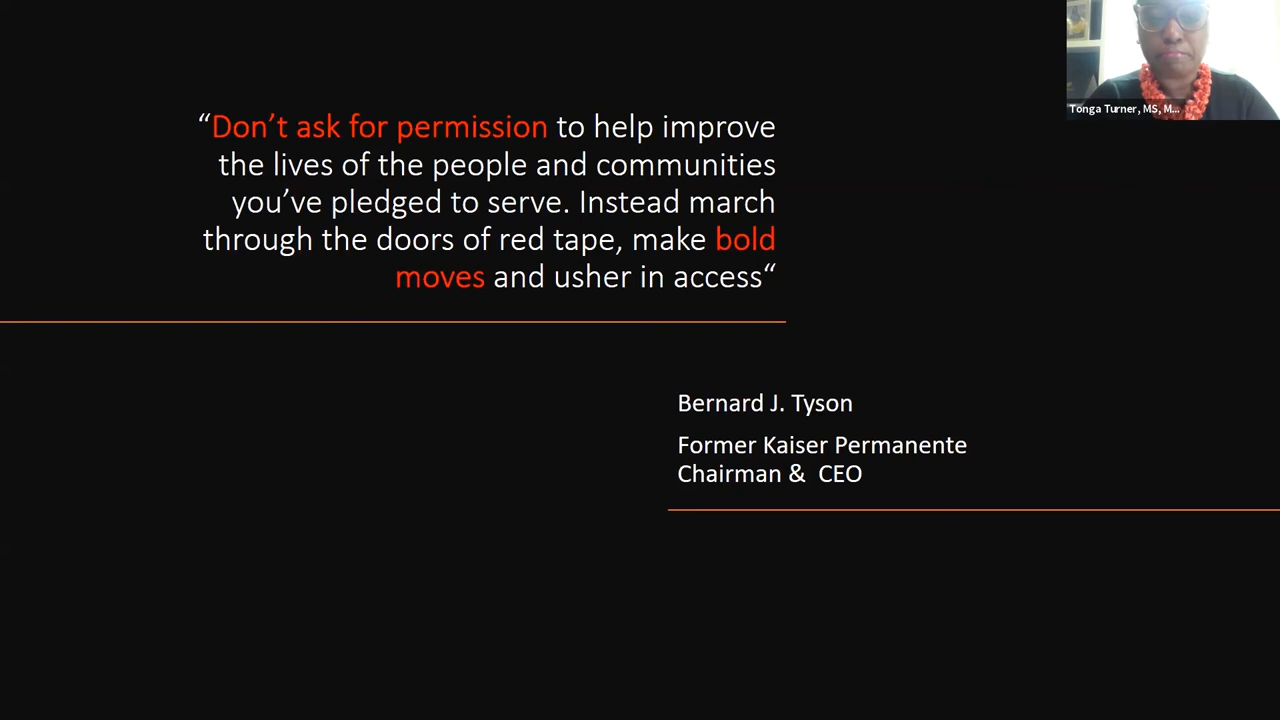 “Don’t ask for permission to help improve
the lives of the people and communities
you’ve pledged to serve. Instead march
through the doors of red tape, make bold
moves and usher in access“
Tonga Turner, MS, M...
Bernard J. Tyson
Former Kaiser Permanente
Chairman & CEO